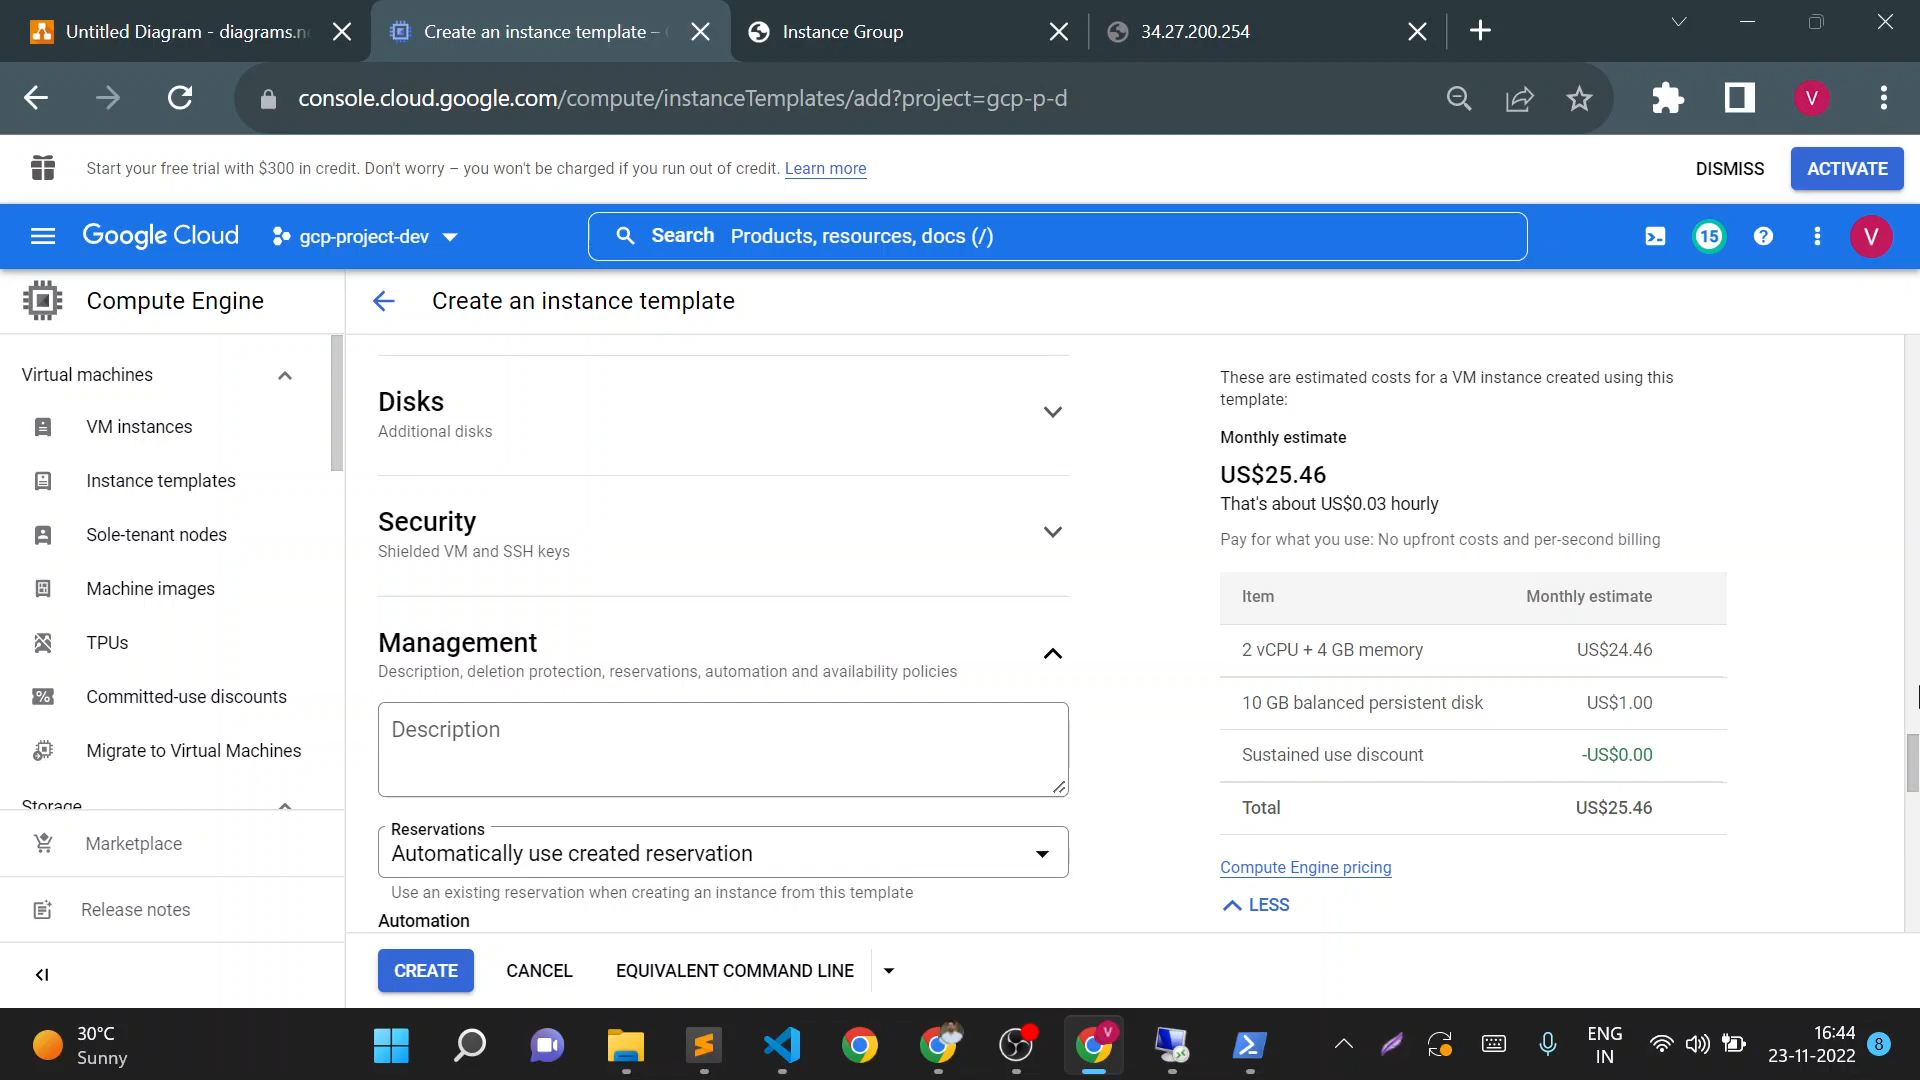 Untitled Diagram - diagrams.ne
Create an instance template –
Instance Group
34.27.200.254
console.cloud.google.com/compute/instanceTemplates/add?project=gcp-p-d
V
Start your free trial with $300 in credit. Don't worry – you won't be charged if you run out of credit. Learn more
DISMISS
ACTIVATE
Google Cloud
gcp-project-dev
Search Products, resources, docs (/)
15
V
Compute Engine
Create an instance template
Virtual machines
VM instances
Instance templates
Sole-tenant nodes
Machine images
TPUs
Committed-use discounts
Migrate to Virtual Machines
Storage
Marketplace
Release notes
Disks
Additional disks
Security
Shielded VM and SSH keys
Management
Description, deletion protection, reservations, automation and availability policies
Description
Reservations
Automatically use created reservation
Use an existing reservation when creating an instance from this template
Automation
These are estimated costs for a VM instance created using this
template:
Monthly estimate
US$25.46
That's about US$0.03 hourly
Pay for what you use: No upfront costs and per-second billing
Item Monthly estimate
2 vCPU + 4 GB memory US$24.46
10 GB balanced persistent disk US$1.00
Sustained use discount -US$0.00
Total US$25.46
Compute Engine pricing
LESS
CREATE
CANCEL
EQUIVALENT COMMAND LINE
30°C
Sunny
V
ENG
IN
16:44
23-11-2022
8